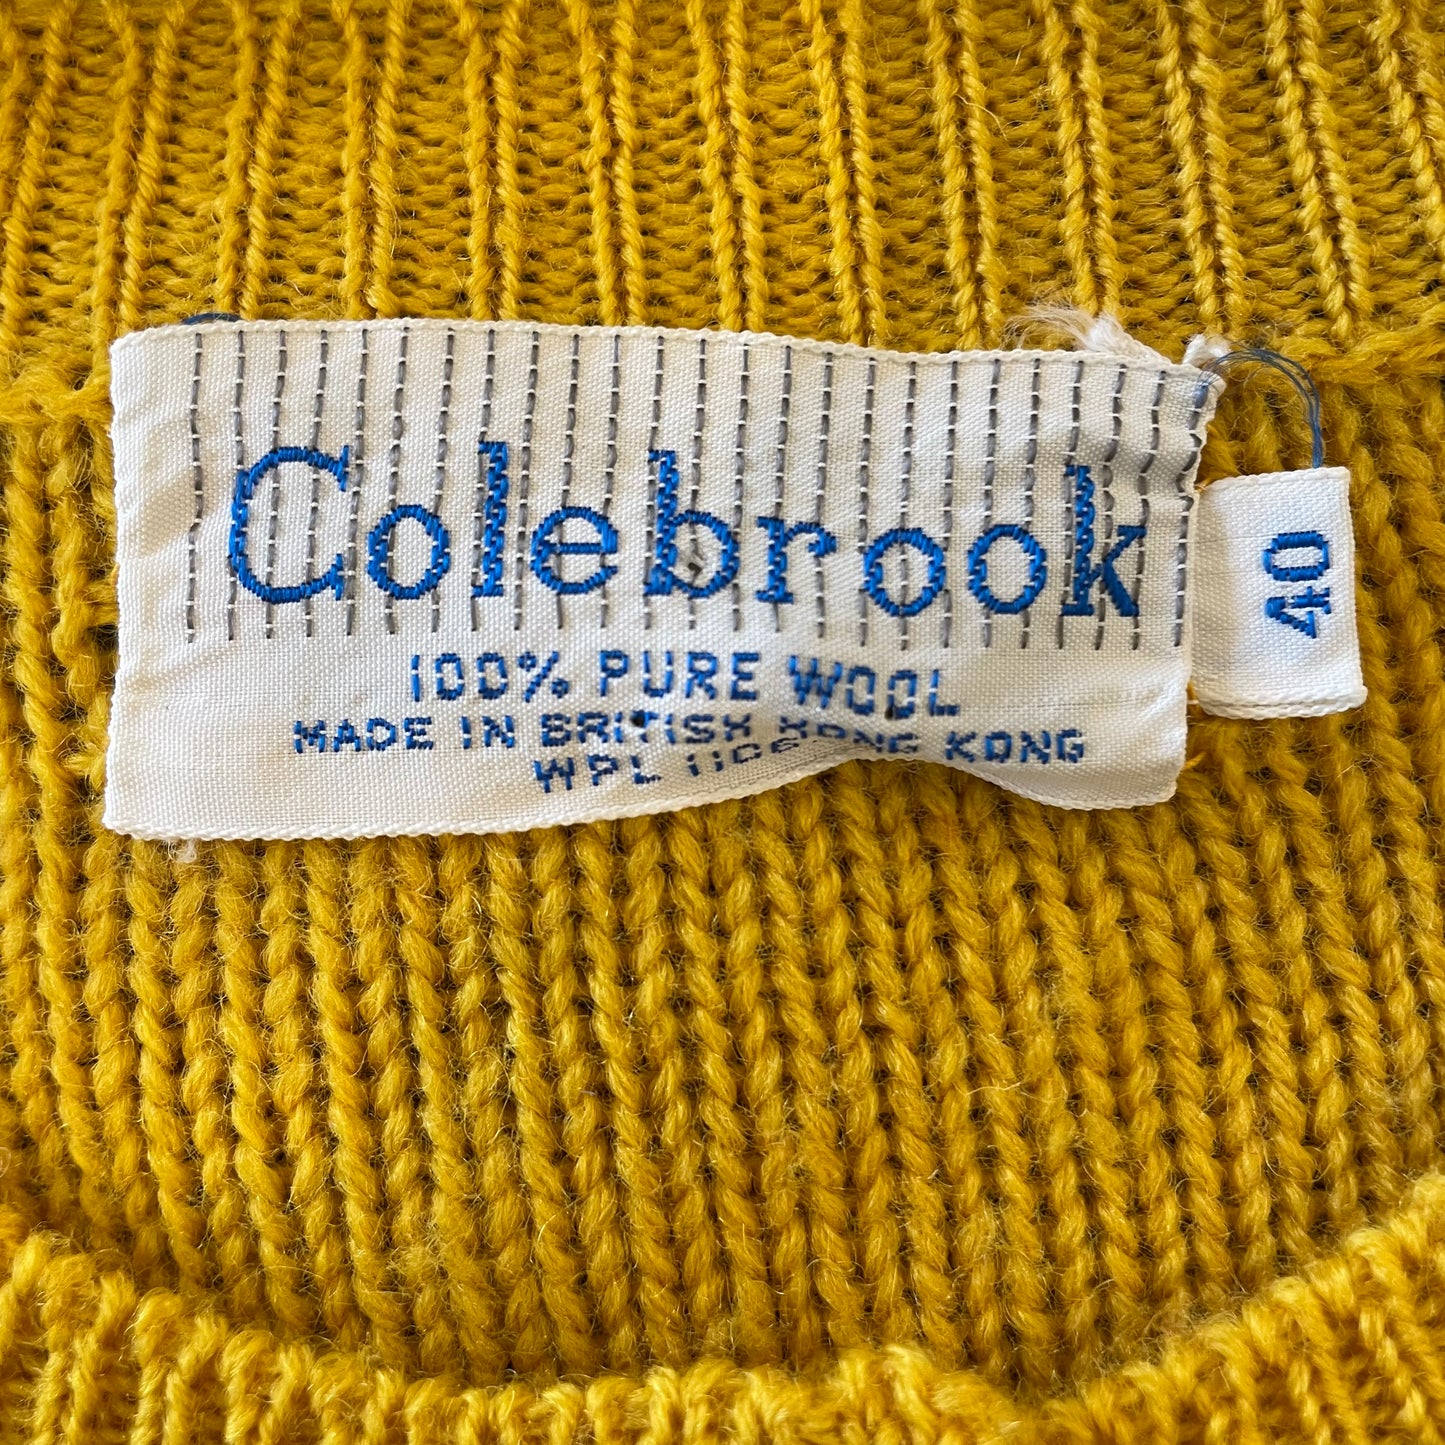 Colebrook
100% PURE WOOL
MADE IN BRITISH HONG KONG
WPL
40